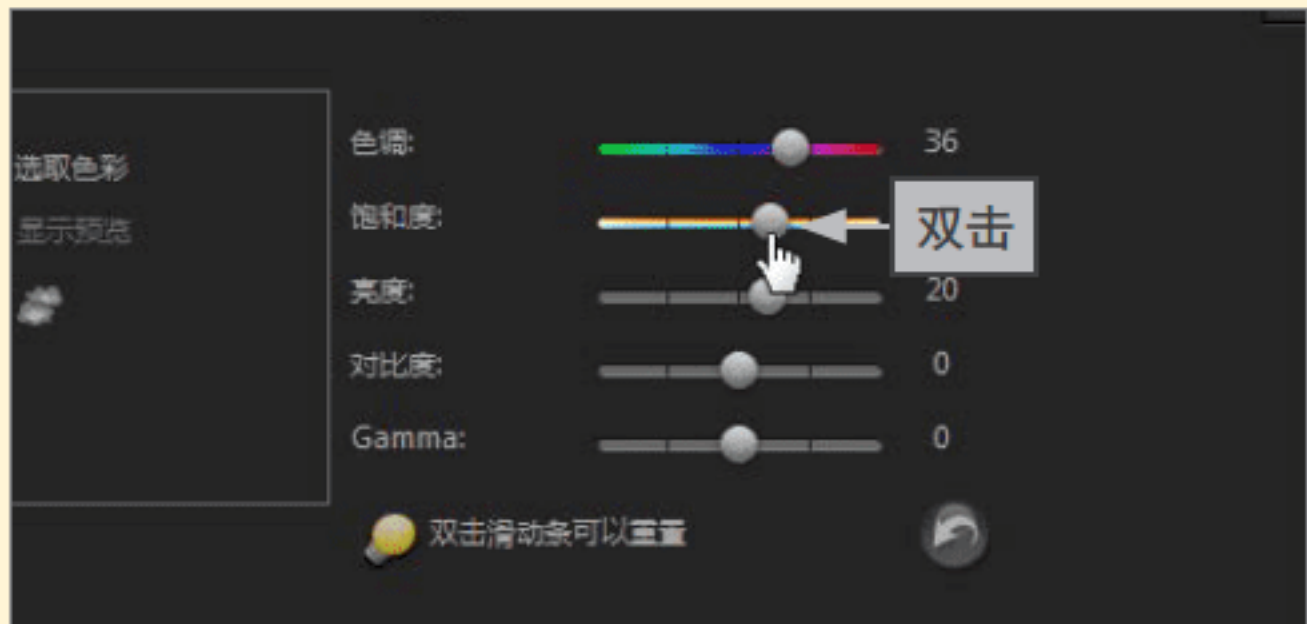 色调: 36
选取色彩
饱和度: 双击
显示预览
亮度: 20
对比度: 0
Gamma: 0
双击滑动条可以重置